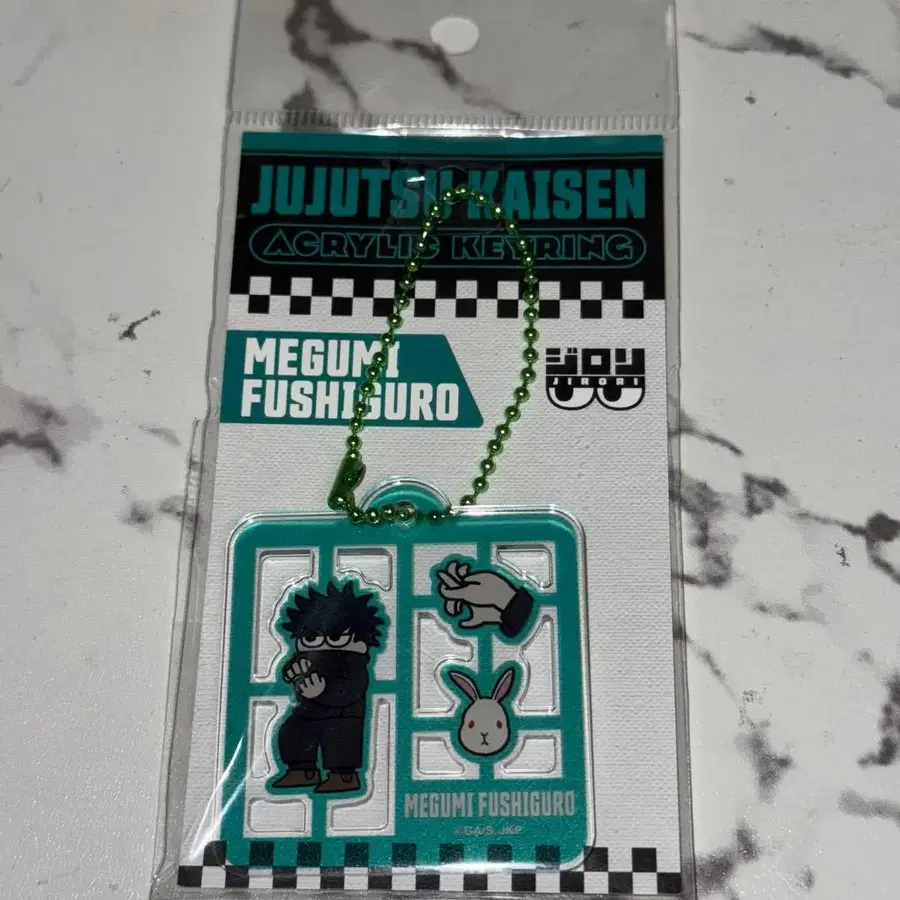 JUJUTSU KAISEN
ACRYLIC KEYRING
MEGUMI
FUSHIGURO
ジロリ
JIRORI
MEGUMI FUSHIGURO
©GA/S, JKP